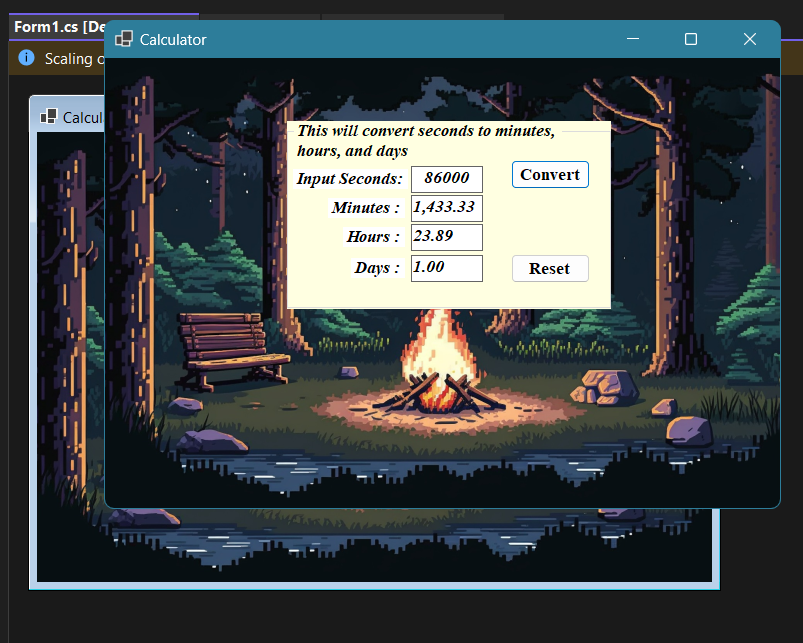 Form1.cs [De
Calculator
Scaling o
Calcul
This will convert seconds to minutes,
hours, and days
Input Seconds: 86000 Convert
Minutes : 1,433.33
Hours : 23.89
Days : 1.00 Reset